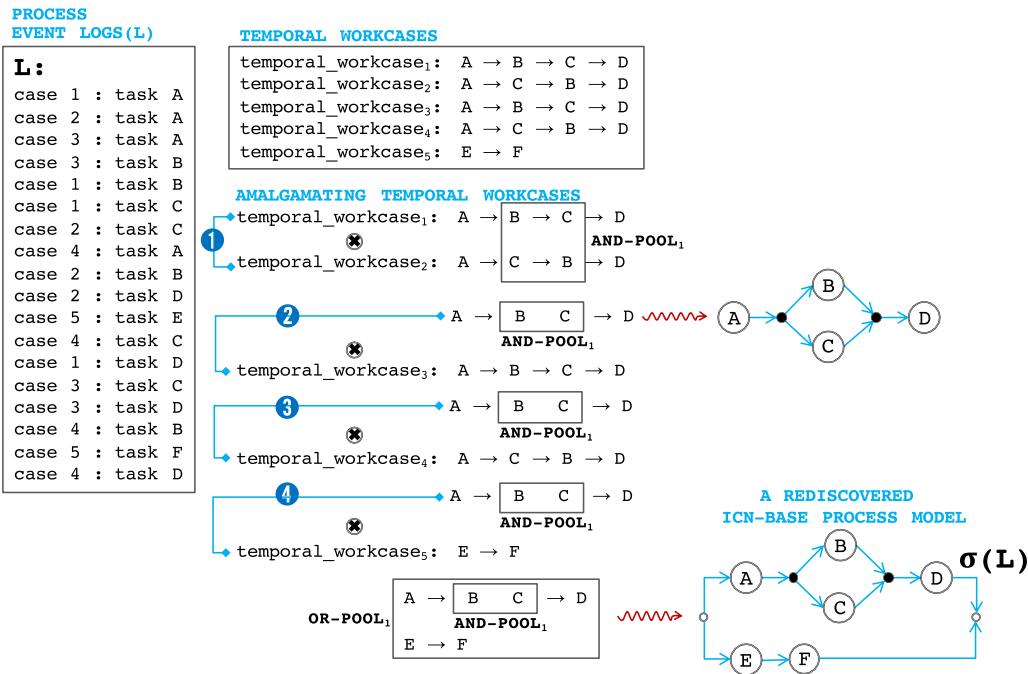 PROCESS
EVENT LOGS(L)
L:
case 1 : task A
case 2 : task A
case 3 : task A
case 3 : task B
case 1 : task B
case 1 : task C
case 2 : task C
case 4 : task A
case 2 : task B
case 2 : task D
case 5 : task E
case 4 : task C
case 1 : task D
case 3 : task C
case 3 : task D
case 4 : task B
case 5 : task F
case 4 : task D
TEMPORAL WORKCASES
temporal_workcase₁: A → B → C → D
temporal_workcase₂: A → C → B → D
temporal_workcase₃: A → B → C → D
temporal_workcase₄: A → C → B → D
temporal_workcase₅: E → F
AMALGAMATING TEMPORAL WORKCASES
1
temporal_workcase₁: A → B → C → D
AND-POOL₁
temporal_workcase₂: A → C → B → D
2
A → B C → D
AND-POOL₁
temporal_workcase₃: A → B → C → D
3
A → B C → D
AND-POOL₁
temporal_workcase₄: A → C → B → D
4
A → B C → D
AND-POOL₁
temporal_workcase₅: E → F
OR-POOL₁
A → B C → D
AND-POOL₁
E → F
A
B
C
D
A REDISCOVERED
ICN-BASE PROCESS MODEL
σ(L)
A
B
C
D
E
F